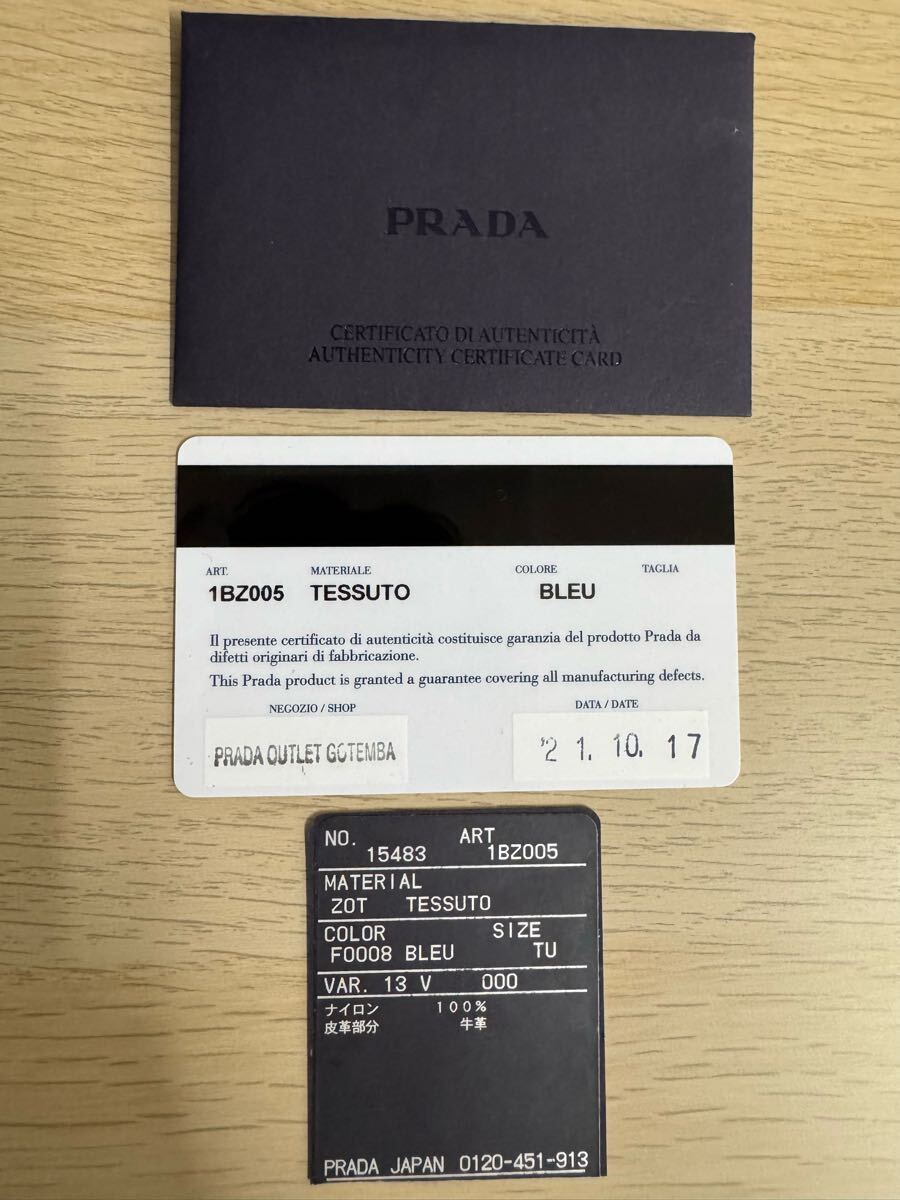 PRADA
CERTIFICATO DI AUTENTICITÀ
AUTHENTICITY CERTIFICATE CARD
ART. MATERIALE COLORE TAGLIA
1BZ005 TESSUTO BLEU
Il presente certificato di autenticità costituisce garanzia del prodotto Prada da
difetti originari di fabbricazione.
This Prada product is granted a guarantee covering all manufacturing defects.
NEGOZIO / SHOP DATA / DATE
PRADA OUTLET GOTEMBA '21. 10. 17
NO. ART
15483 1BZ005
MATERIAL
ZOT TESSUTO
COLOR SIZE
F0008 BLEU TU
VAR. 13 V 000
ナイロン 100%
皮革部分 牛革
PRADA JAPAN 0120-451-913